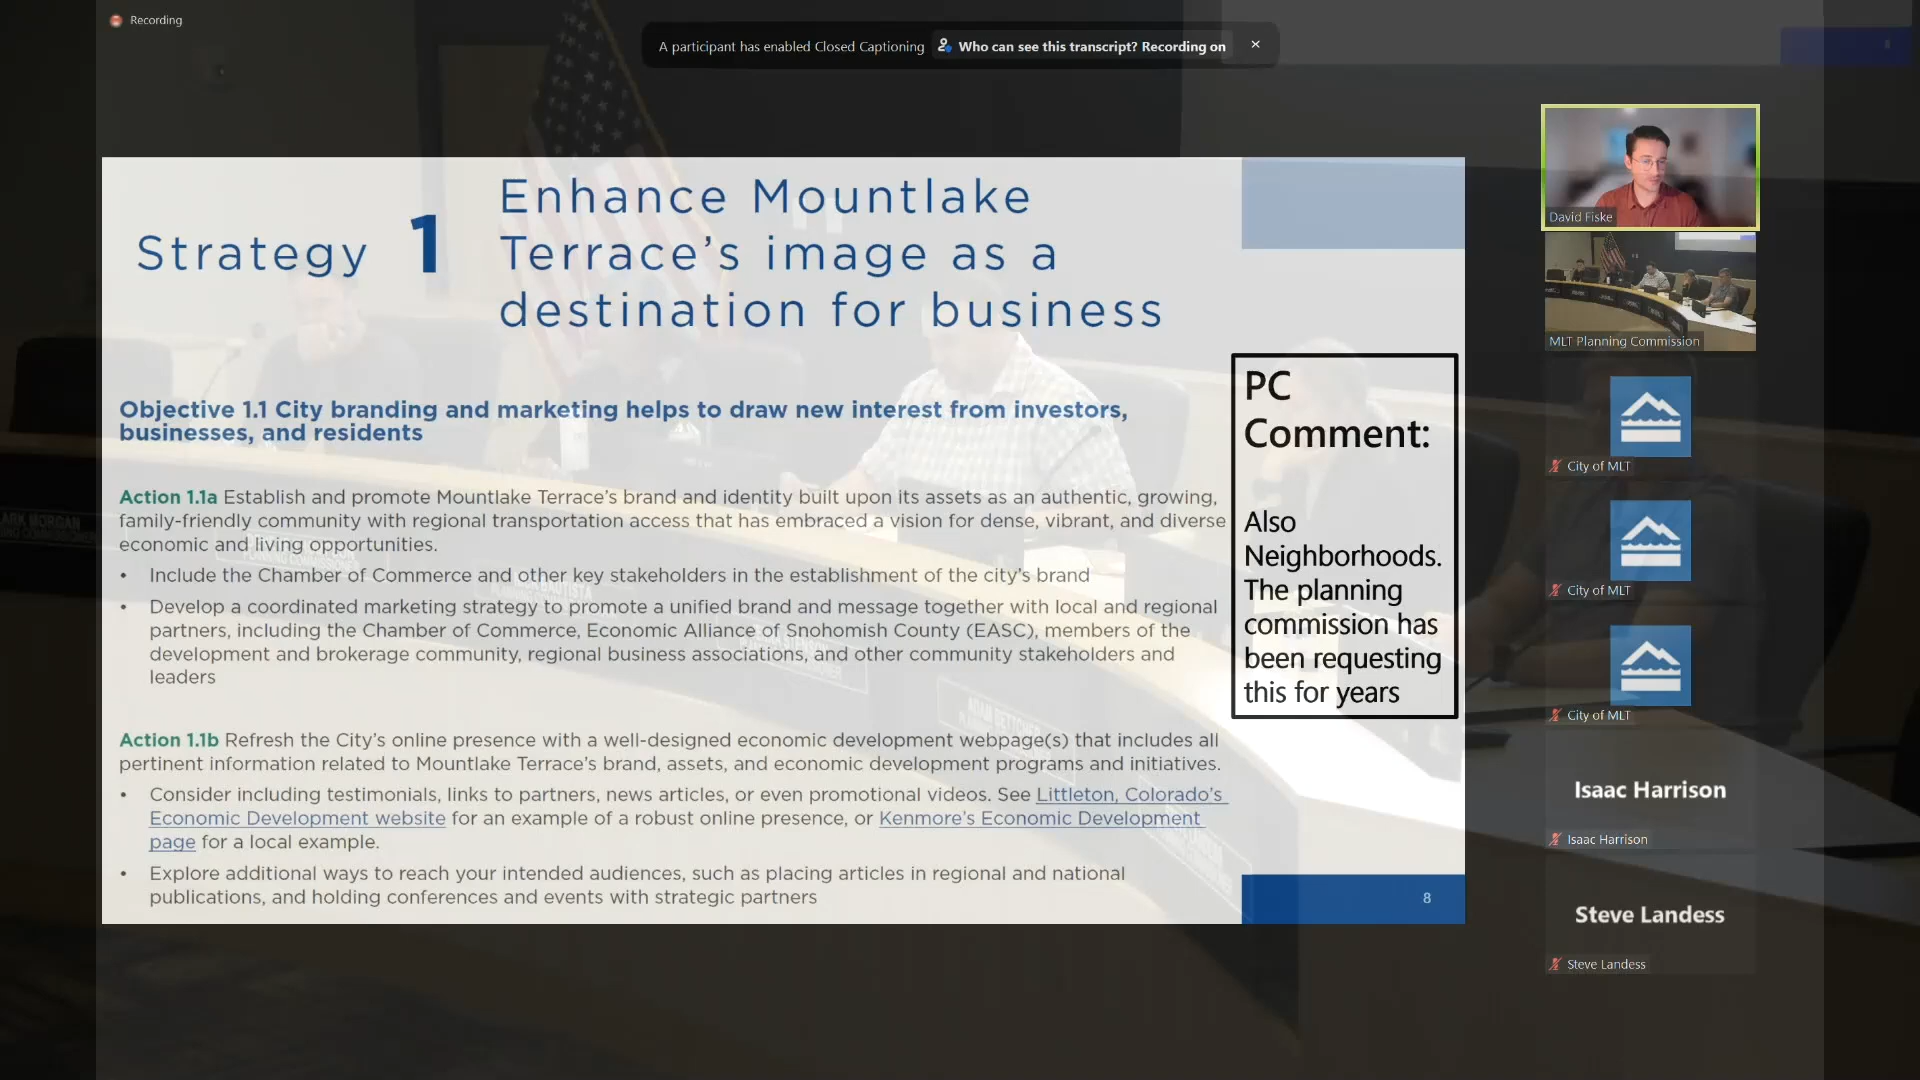 Recording
A participant has enabled Closed Captioning
Who can see this transcript? Recording on
Strategy 1
Enhance Mountlake
Terrace's image as a
destination for business
Objective 1.1 City branding and marketing helps to draw new interest from investors,
businesses, and residents
Action 1.1a Establish and promote Mountlake Terrace's brand and identity built upon its assets as an authentic, growing,
family-friendly community with regional transportation access that has embraced a vision for dense, vibrant, and diverse
economic and living opportunities.
• Include the Chamber of Commerce and other key stakeholders in the establishment of the city's brand
• Develop a coordinated marketing strategy to promote a unified brand and message together with local and regional
partners, including the Chamber of Commerce, Economic Alliance of Snohomish County (EASC), members of the
development and brokerage community, regional business associations, and other community stakeholders and
leaders
Action 1.1b Refresh the City's online presence with a well-designed economic development webpage(s) that includes all
pertinent information related to Mountlake Terrace's brand, assets, and economic development programs and initiatives.
• Consider including testimonials, links to partners, news articles, or even promotional videos. See Littleton, Colorado's
Economic Development website for an example of a robust online presence, or Kenmore's Economic Development
page for a local example.
• Explore additional ways to reach your intended audiences, such as placing articles in regional and national
publications, and holding conferences and events with strategic partners
PC
Comment:
Also
Neighborhoods.
The planning
commission has
been requesting
this for years
8
David Fiske
MLT Planning Commission
City of MLT
City of MLT
City of MLT
Isaac Harrison
Isaac Harrison
Steve Landess
Steve Landess